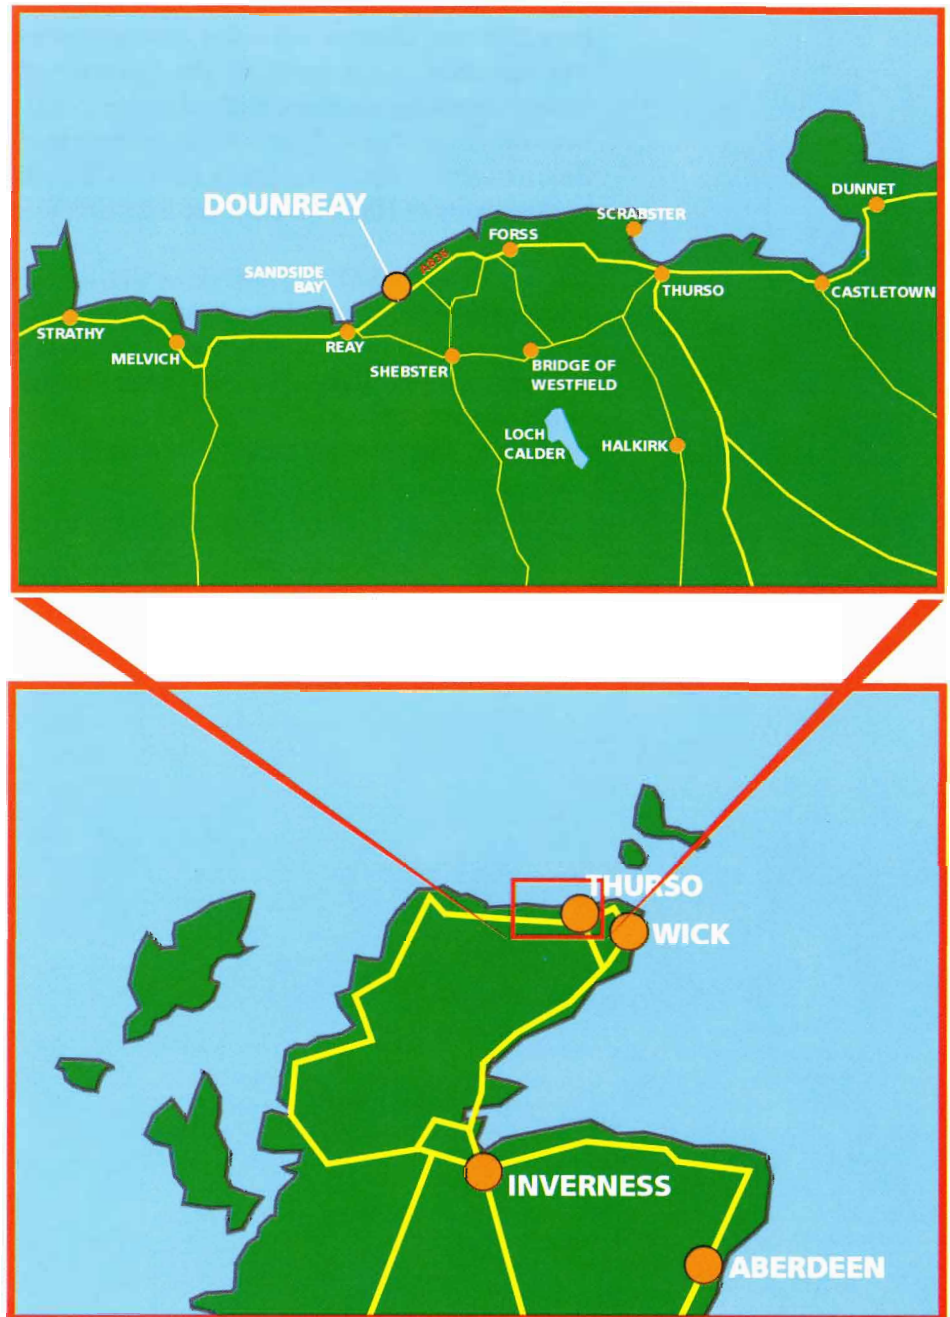 DUNNET
DOUNREAY
SCRABSTER
FORSS
A836
SANDSIDE
BAY
THURSO
CASTLETOWN
STRATHY
REAY
MELVICH
SHEBSTER
BRIDGE OF
WESTFIELD
LOCH
CALDER
HALKIRK
THURSO
WICK
INVERNESS
ABERDEEN